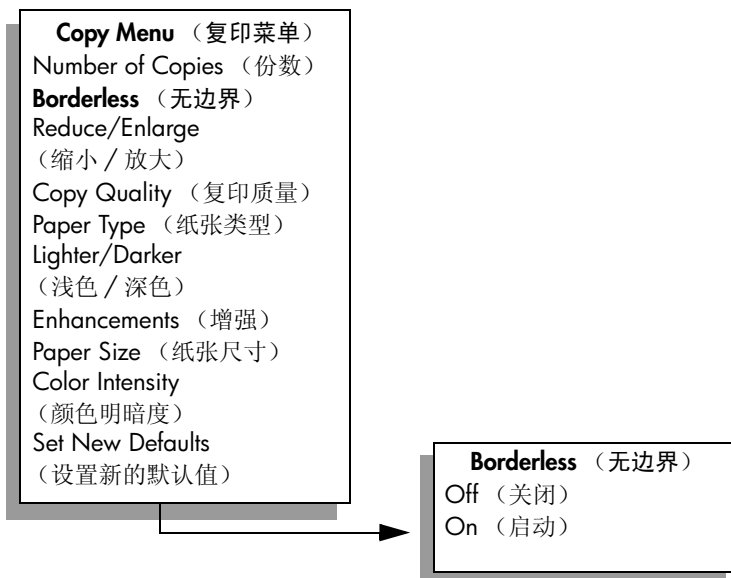 Copy Menu （复印菜单）
Number of Copies （份数）
Borderless （无边界）
Reduce/Enlarge
（缩小 / 放大）
Copy Quality （复印质量）
Paper Type （纸张类型）
Lighter/Darker
（浅色 / 深色）
Enhancements （增强）
Paper Size （纸张尺寸）
Color Intensity
（颜色明暗度）
Set New Defaults
（设置新的默认值）
Borderless （无边界）
Off （关闭）
On （启动）